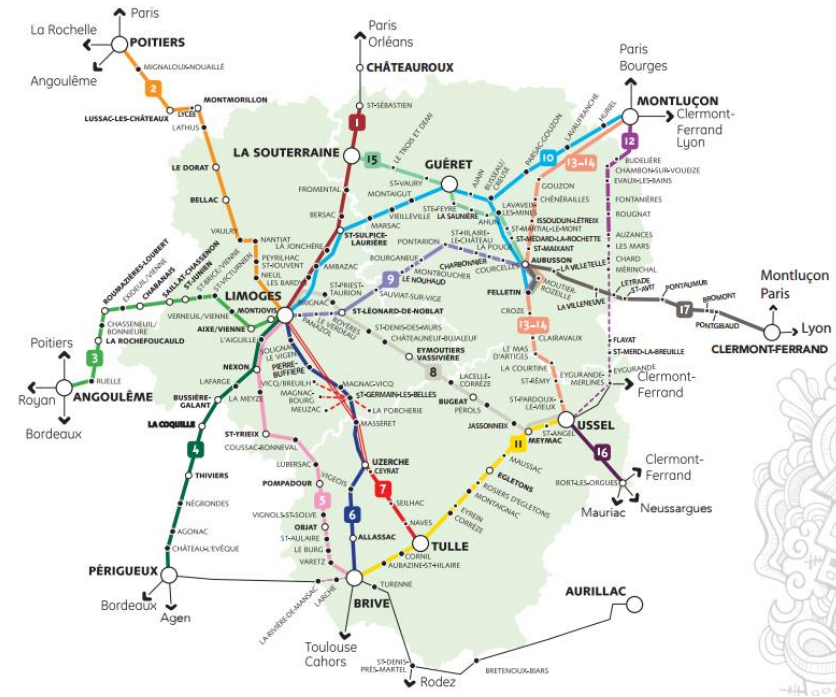 Paris
La Rochelle
POITIERS
Angoulême
MIGNALOUX-NOUAILLÉ
2
LYCÉE
MONTMORILLON
LUSSAC-LES-CHÂTEAUX
LATHUS
LE DORAT
BELLAC
VAULRY
NANTIAT
PEYRILHAC
ST-JOUVENT
NIEUL
LES BARDYS
Paris
Orléans
CHÂTEAUROUX
ST-SÉBASTIEN
1
LA SOUTERRAINE
15
LE TROIS ET DEMI
ST-VAURY
FROMENTAL
BERSAC
LA JONCHÈRE
AMBAZAC
ST-SULPICE-
LAURIÈRE
MARSAC
VIEILLEVILLE
MONTAIGUT
GUÉRET
STE-FEYRE
LA SAUNIÈRE
AJAIN
AHUN
BUSSEAU/
CREUSE
PARSAC-GOUZON
LAVAUFRANCHE
HURIEL
10
13-14
Paris
Bourges
MONTLUÇON
Clermont-
Ferrand
Lyon
12
BUDELIÈRE
CHAMBON-SUR-VOUEIZE
EVAUX-LES-BAINS
FONTANIÈRES
ROUGNAT
AUZANCES
LES MARS
CHARD
MÉRINCHAL
GOUZON
CHÉNÉRAILLES
LAVAVEIX-
LES-MINES
ISSOUDUN-LÉTREIX
ST-MARTIAL-LE-MONT
ST-MEDARD-LA-ROCHETTE
ST-MAIXANT
AUBUSSON
LA VILLETELLE
ST-HILAIRE-
LE-CHÂTEAU
LA POUGE
CHARBONNIER
COURCELLES
PONTARION
BOURGANEUF
MONTBOUCHER
LE HOUHAUD
9
SAUVIAT-SUR-VIGE
ST-PRIEST-
TAURION
ST-LÉONARD-DE-NOBLAT
ROYÈRES
LE VERDEAU
PANAZOL
FELLETIN
MOUTIER-
ROZEILLE
LA VILLENEUVE
LETRADE
ST-AVIT
PONTAUMUR
17
BROMONT
PONTGIBAUD
Montluçon
Paris
Lyon
CLERMONT-FERRAND
CROZE
13-14
CLAIRAVAUX
LE MAS
D'ARTIGES
LA COURTINE
ST-RÉMY
ST-PARDOUX-
LE-VIEUX
FLAYAT
ST-MERD-LA-BREUILLE
EYGURANDE-
MERLINES
EYGURANDE
Clermont-
Ferrand
USSEL
ST-ANGEL
ROUMAZIÈRES-LOUBERT
EXIDEUIL/VIENNE
CHABANAIS
SAILLAT-CHASSENON
ST-JUNIEN
ST-BRICE/VIENNE
ST-VICTURNIEN
CHASSENEUIL/
BONNIEURE
LA ROCHEFOUCAULD
3
RUELLE
VERNEUIL/VIENNE
AIXE/VIENNE
MONTJOVIS
LIMOGES
L'AIGUILLE
Poitiers
Royan
ANGOULÊME
Bordeaux
ST-DENIS-DES-MURS
CHÂTEAUNEUF-BUJALEUF
EYMOUTIERS
VASSIVIÈRE
8
LACELLE-
CORRÈZE
BUGEAT
PÉROLS
JASSONNEIX
SOLIGNAC
LE VIGEN
PIERRE-
BUFFIÈRE
NEXON
LAFARGE
BUSSIÈRE-
GALANT
LA MEYZE
LA COQUILLE
4
VICQ/BREUILH
MAGNAC-
BOURG
MEUZAC
MAGNAC-VICQ
ST-GERMAIN-LES-BELLES
LA PORCHERIE
MASSERET
ST-YRIEIX
COUSSAC-BONNEVAL
LUBERSAC
POMPADOUR
VIGEOIS
5
VIGNOLS-ST-SOLVE
OBJAT
ST-AULAIRE
LE BURG
VARETZ
UZERCHE
CEYRAT
7
6
ALLASSAC
SEILHAC
NAVES
TULLE
CORNIL
AUBAZINE-ST-HILAIRE
11
MEYMAC
MAUSSAC
EGLETONS
ROSIERS D'EGLETONS
MONTAIGNAC
EYREIN
CORRÈZE
16
BORT-LES-ORGUES
Clermont-
Ferrand
Mauriac
Neussargues
THIVIERS
NÉGRONDES
AGONAC
CHÂTEAU-L'EVÊQUE
PÉRIGUEUX
Bordeaux
Agen
LA-RIVIÈRE-DE-MANSAC
LARCHE
BRIVE
TURENNE
Toulouse
Cahors
ST-DENIS-
PRÈS-MARTEL
Rodez
BRETENOUX-BIARS
AURILLAC